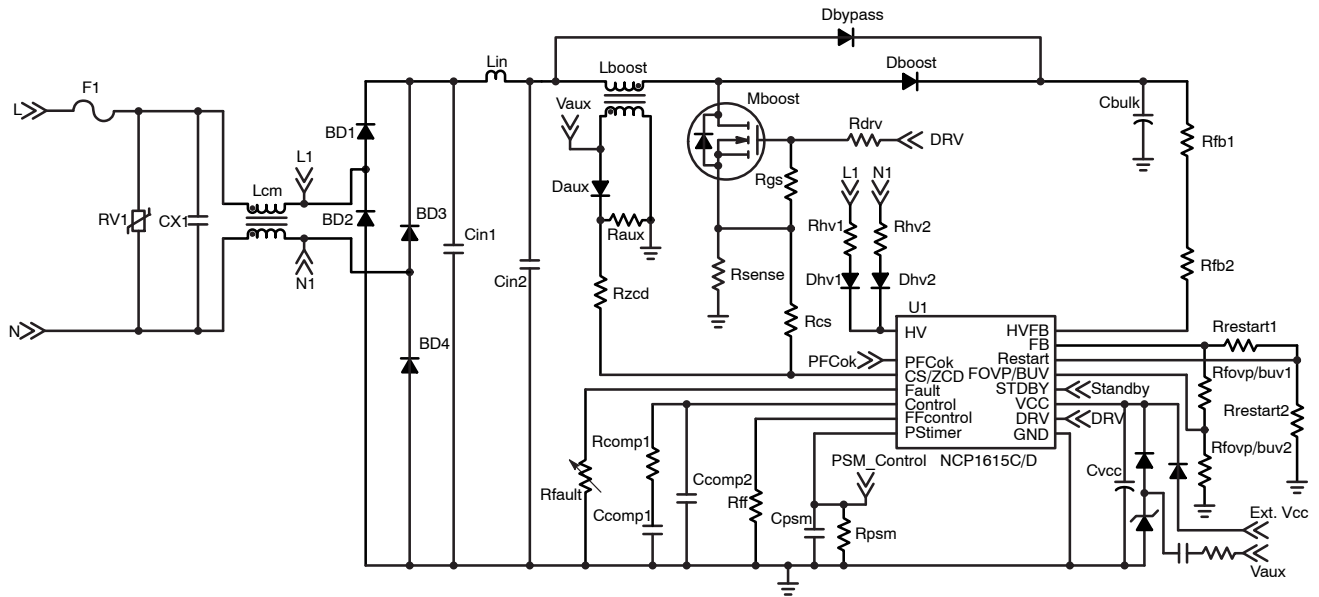 Dbypass
Lin
Lboost
Dboost
F1
L
Vaux
Mboost
Cbulk
BD1
Rdrv
DRV
Rfb1
L1
Lcm
Daux
Rgs
L1
N1
RV1
CX1
BD2
BD3
Raux
Rhv1
Rhv2
Cin1
N1
Cin2
Rsense
Dhv1
Dhv2
Rfb2
Rzcd
Rcs
U1
N
HV
HVFB
Rrestart1
BD4
FB
PFCok
PFCok
Restart
CS/ZCD
FOVP/BUV
Rfovp/buv1
Fault
STDBY
Standby
Control
VCC
Rrestart2
FFcontrol
DRV
DRV
PStimer
GND
Rcomp1
PSM_Control
NCP1615C/D
Rfovp/buv2
Ccomp2
Cvcc
Rfault
Rff
Ccomp1
Cpsm
Rpsm
Ext. Vcc
Vaux